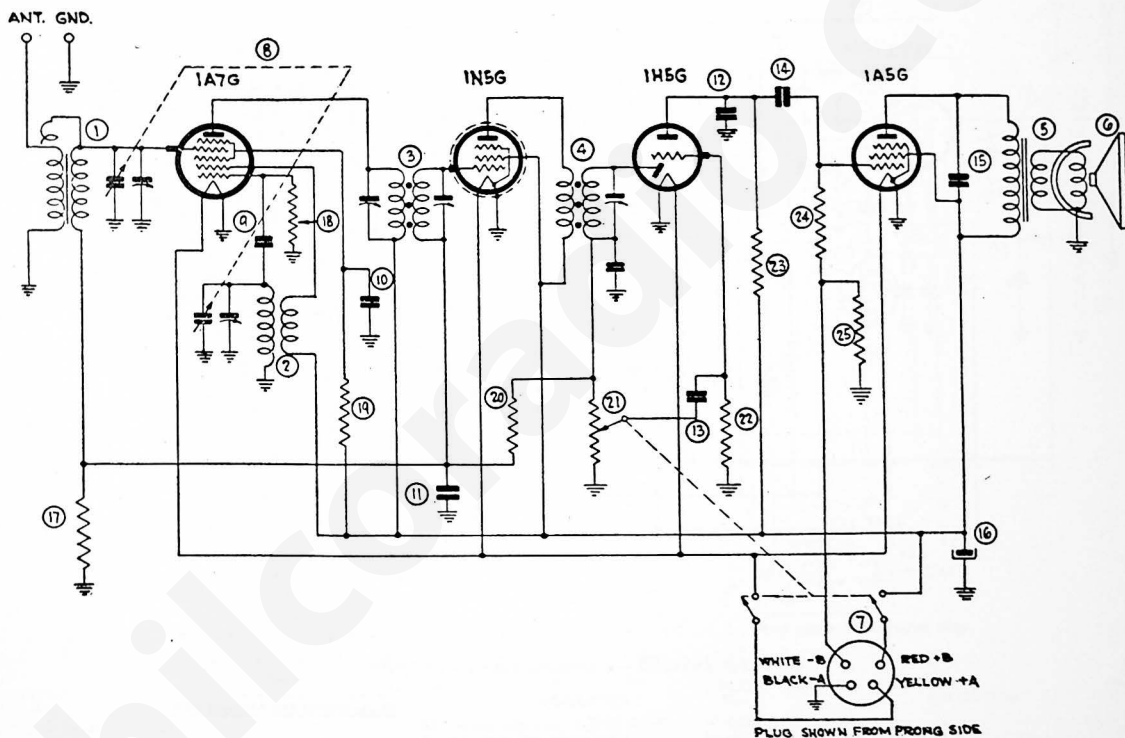 ANT. GND.
8
1A7G
1N5G
1H5G
12
14
1A5G
1
3
4
5
6
15
9
18
24
10
23
2
25
20
21
19
13
22
11
17
16
7
WHITE -B
RED +B
BLACK-A
YELLOW +A
PLUG SHOWN FROM PRONG SIDE
philcoradio.com